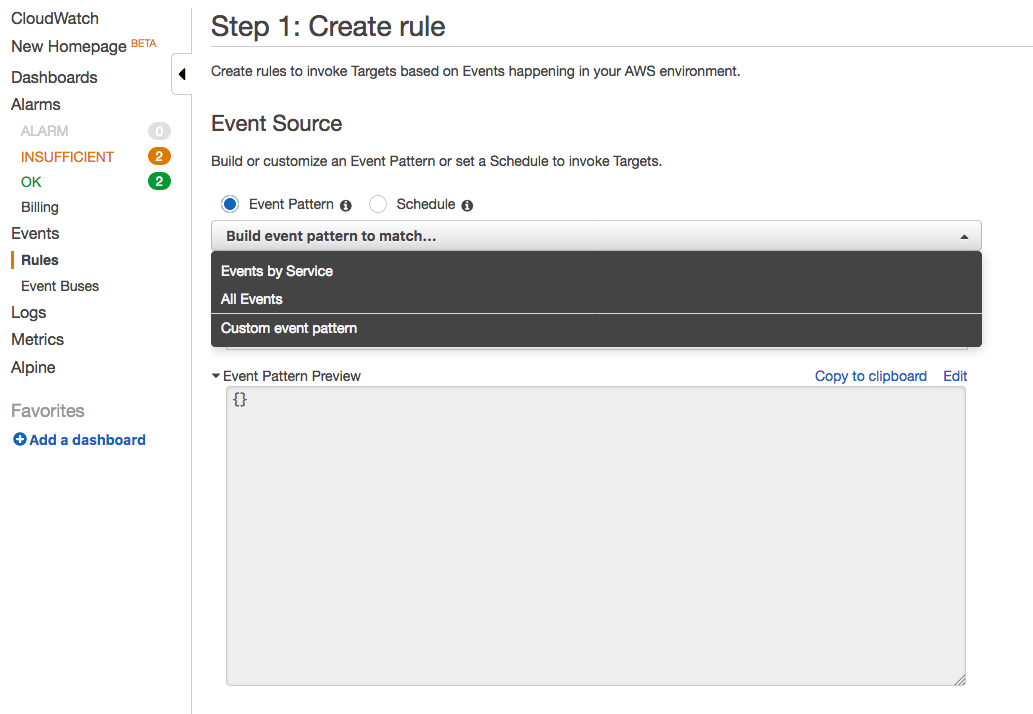 CloudWatch
New Homepage BETA
Dashboards
Alarms
ALARM 0
INSUFFICIENT 2
OK 2
Billing
Events
Rules
Event Buses
Logs
Metrics
Alpine
Favorites
Add a dashboard
Step 1: Create rule
Create rules to invoke Targets based on Events happening in your AWS environment.
Event Source
Build or customize an Event Pattern or set a Schedule to invoke Targets.
Event Pattern Schedule
Build event pattern to match...
Events by Service
All Events
Custom event pattern
Event Pattern Preview Copy to clipboard Edit
{}